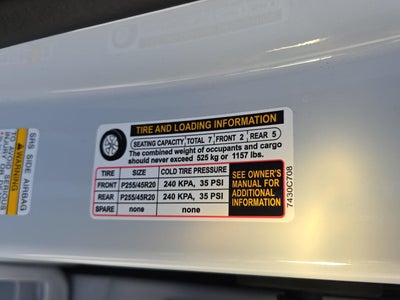 TIRE AND LOADING INFORMATION
SEATING CAPACITY TOTAL 7 FRONT 2 REAR 5
The combined weight of occupants and cargo
should never exceed 525 kg or 1157 lbs.
TIRE SIZE COLD TIRE PRESSURE
FRONT P255/45R20 240 KPA, 35 PSI
REAR P255/45R20 240 KPA, 35 PSI
SPARE none none
SEE OWNER'S
MANUAL FOR
ADDITIONAL
INFORMATION
7430C708
SRS SIDE AIRBAG
WARNING